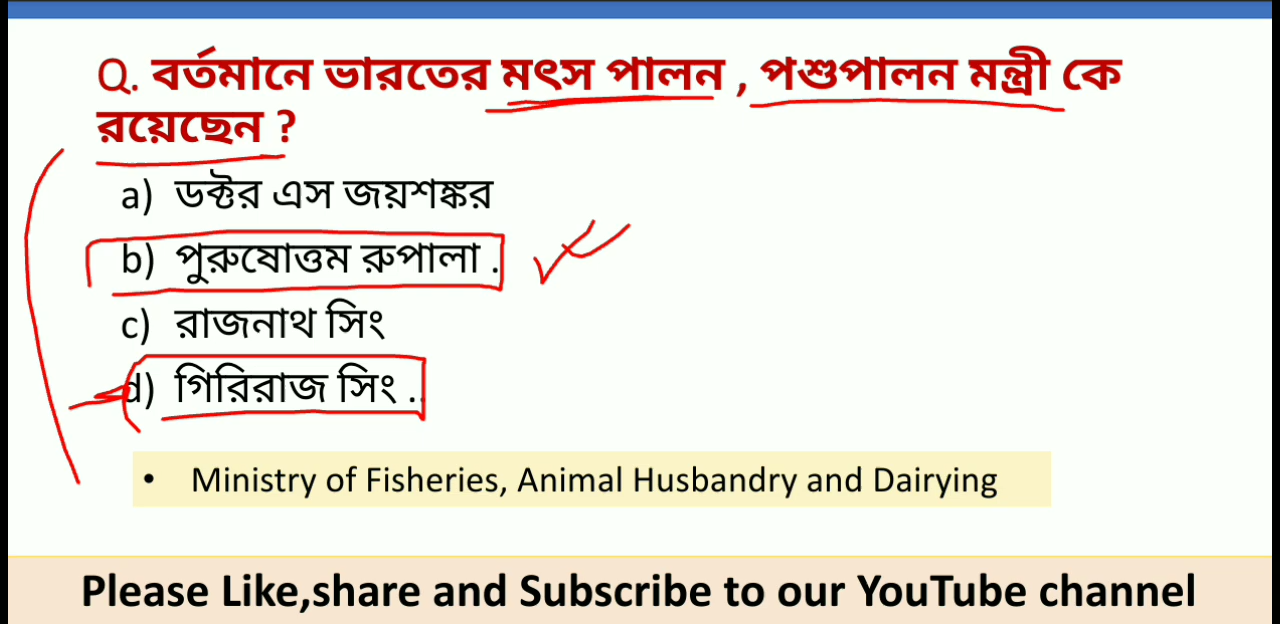 Q. বর্তমানে ভারতের মৎস পালন , পশুপালন মন্ত্রী কে
রয়েছেন ?
a) ডক্টর এস জয়শঙ্কর
b) পুরুষোত্তম রুপালা .
c) রাজনাথ সিং
d) গিরিরাজ সিং ..
• Ministry of Fisheries, Animal Husbandry and Dairying
Please Like,share and Subscribe to our YouTube channel